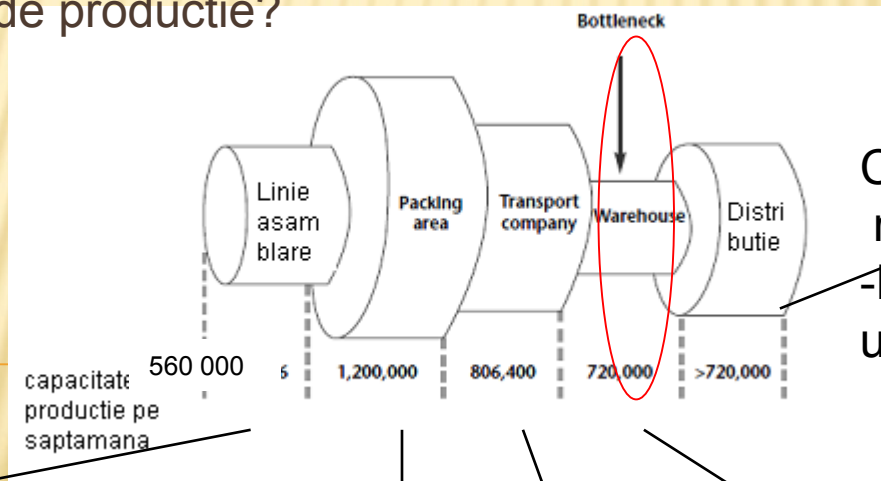 de productie?
Bottleneck
Linie
asam
blare
Packing
area
Transport
company
Warehouse
Distri
butie
560 000
1,200,000
806,400
720,000
>720,000
capacitate
productie pe
saptamana